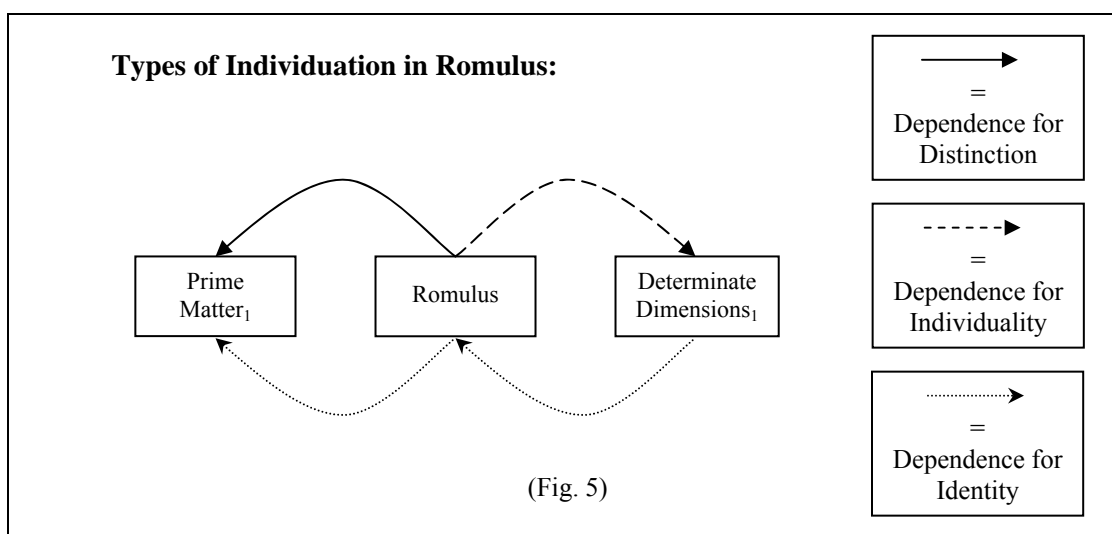 Types of Individuation in Romulus:
Prime
Matter₁
Romulus
Determinate
Dimensions₁
(Fig. 5)
=
Dependence for
Distinction
=
Dependence for
Individuality
=
Dependence for
Identity